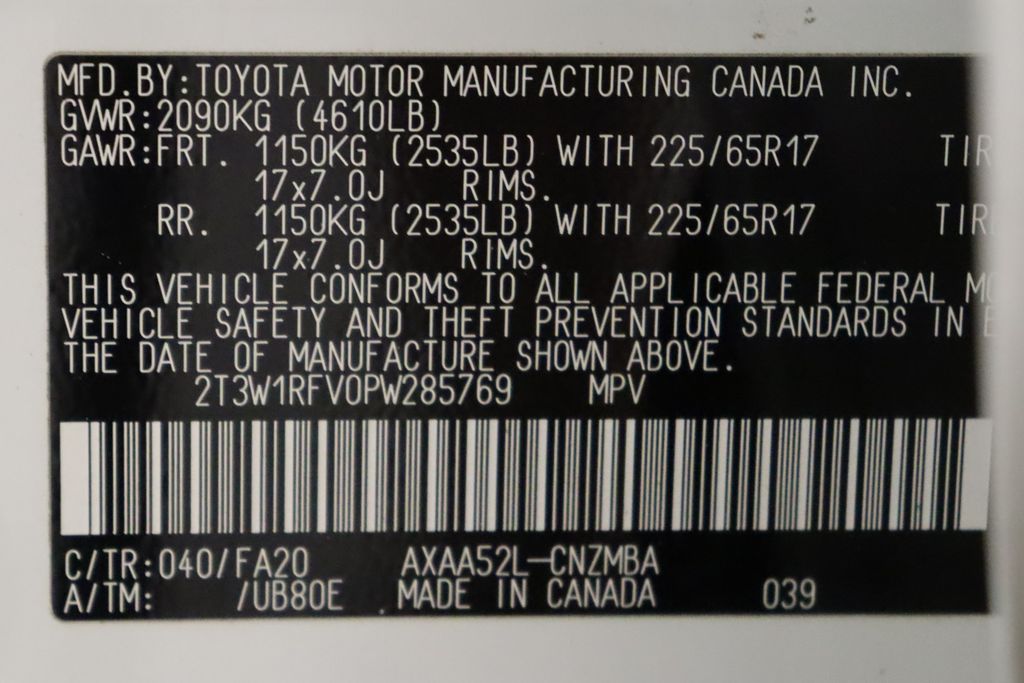 MFD.BY:TOYOTA MOTOR MANUFACTURING CANADA INC.
GVWR:2090KG (4610LB)
GAWR:FRT. 1150KG (2535LB) WITH 225/65R17 TIR
17x7.0J RIMS.
RR. 1150KG (2535LB) WITH 225/65R17 TIR
17x7.0J RIMS.
THIS VEHICLE CONFORMS TO ALL APPLICABLE FEDERAL MO
VEHICLE SAFETY AND THEFT PREVENTION STANDARDS IN E
THE DATE OF MANUFACTURE SHOWN ABOVE.
2T3W1RFV0PW285769 MPV
C/TR:040/FA20 AXAA52L-CNZMBA
A/TM: /UB80E MADE IN CANADA 039